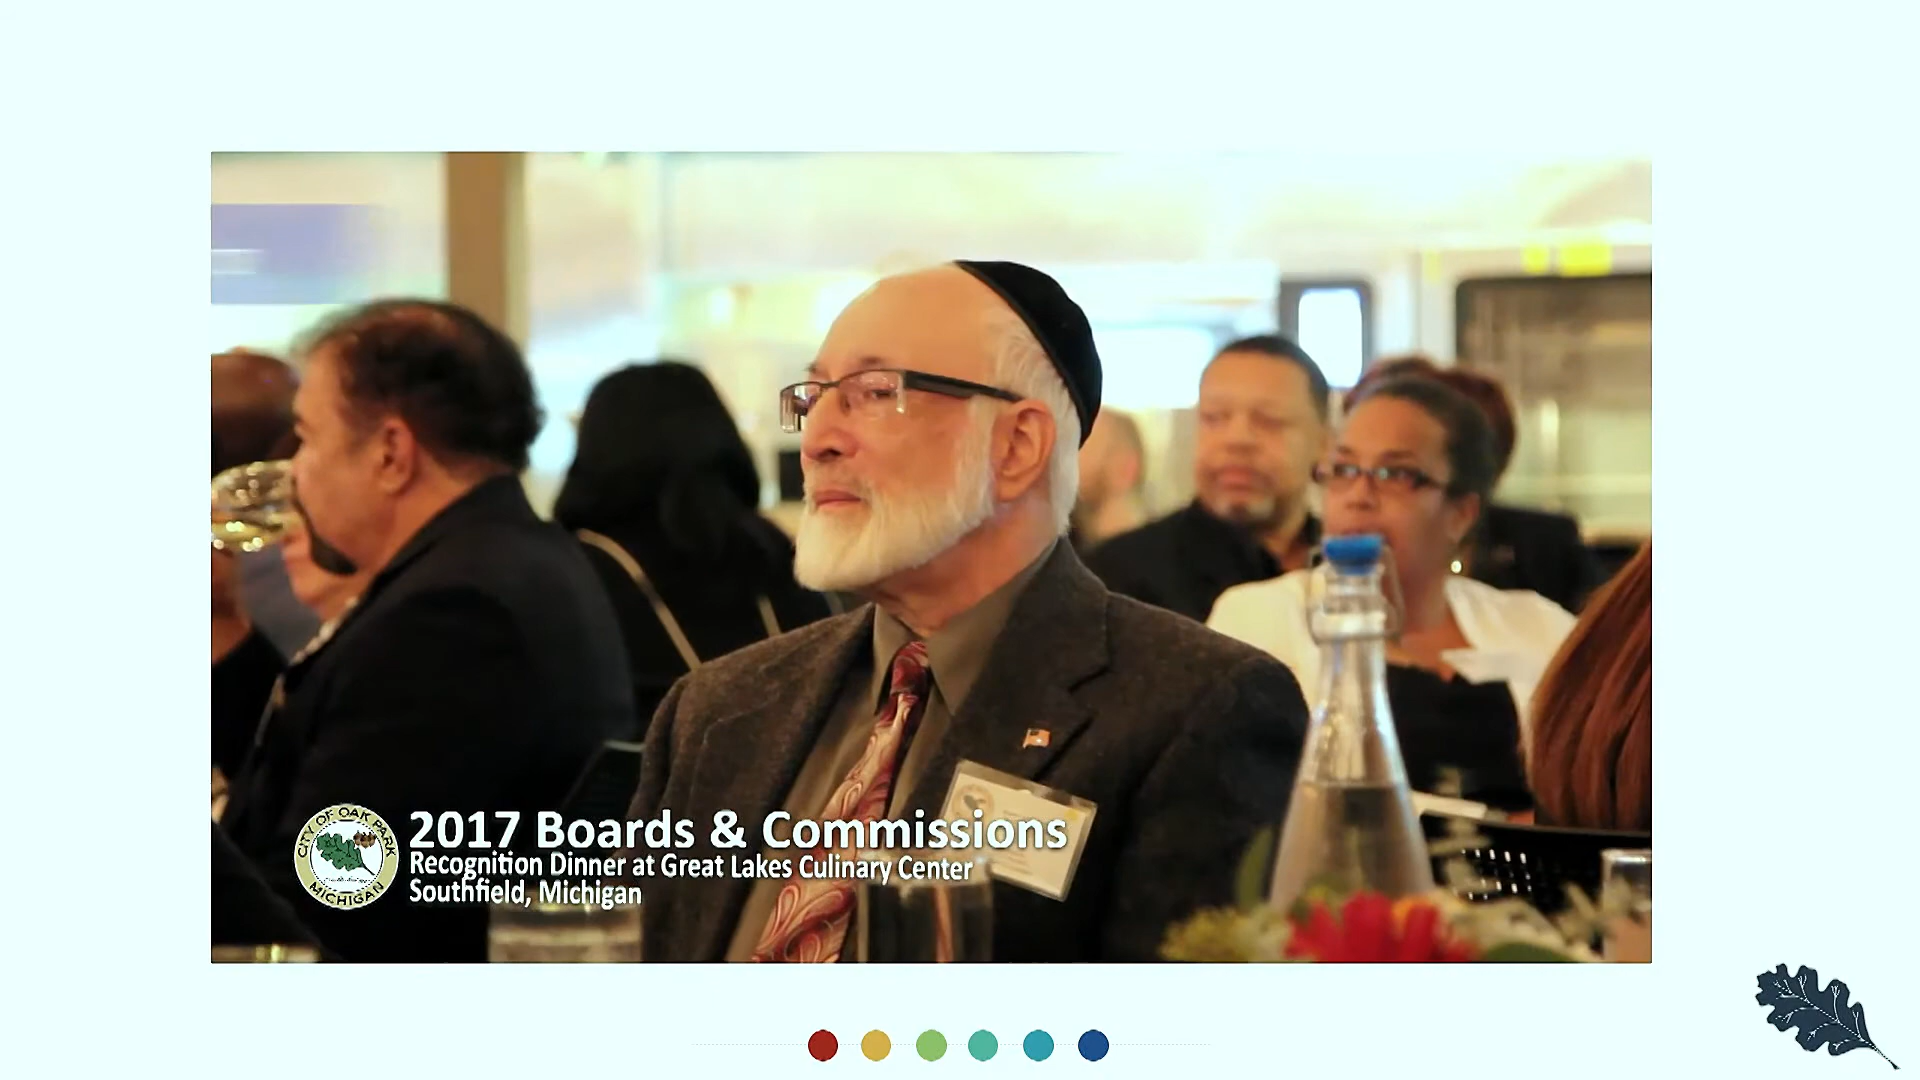 CITY OF OAK PARK
MICHIGAN
2017 Boards & Commissions
Recognition Dinner at Great Lakes Culinary Center
Southfield, Michigan